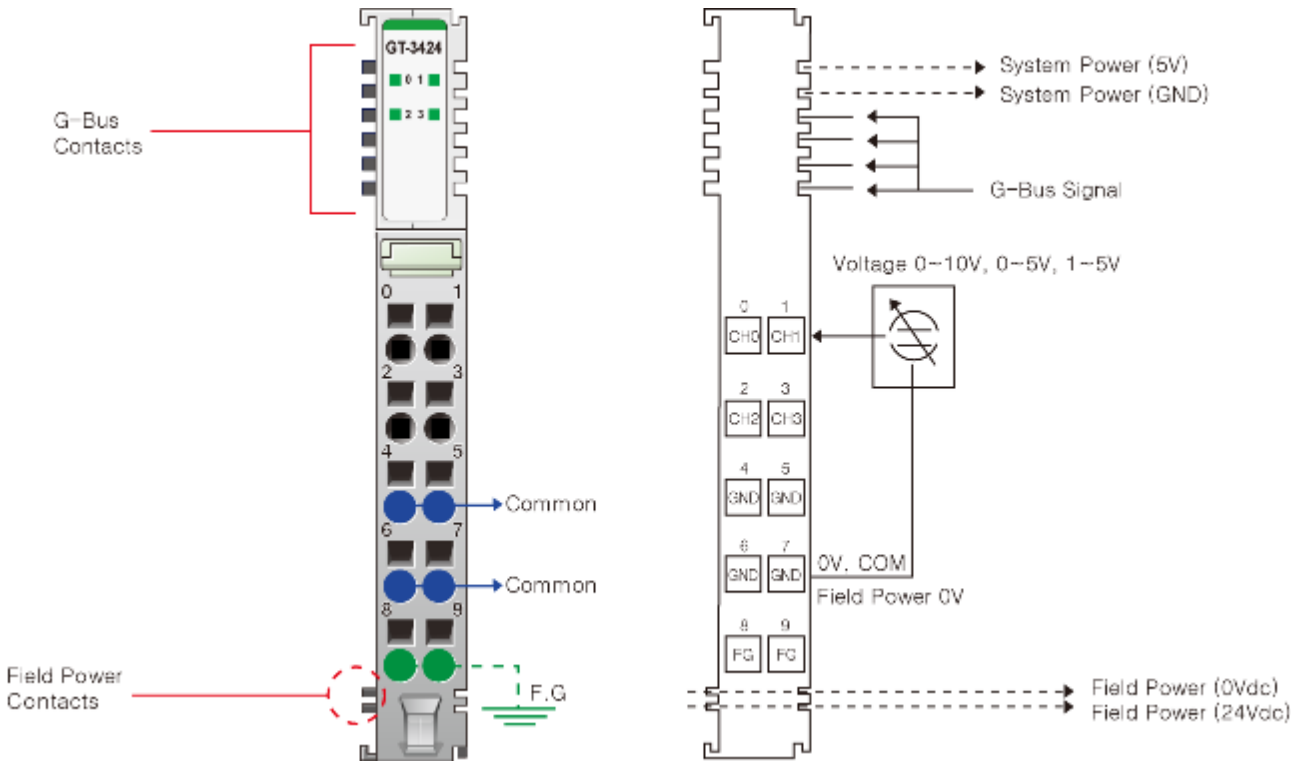 GT-3424
0 1
2 3
G-Bus
Contacts
0 1
2 3
4 5
Common
6 7
Common
8 9
F.G
Field Power
Contacts
System Power (5V)
System Power (GND)
G-Bus Signal
Voltage 0~10V, 0~5V, 1~5V
0 1
CH0 CH1
2 3
CH2 CH3
4 5
GND GND
6 7
GND GND
0V. COM
Field Power 0V
8 9
FG FG
Field Power (0Vdc)
Field Power (24Vdc)